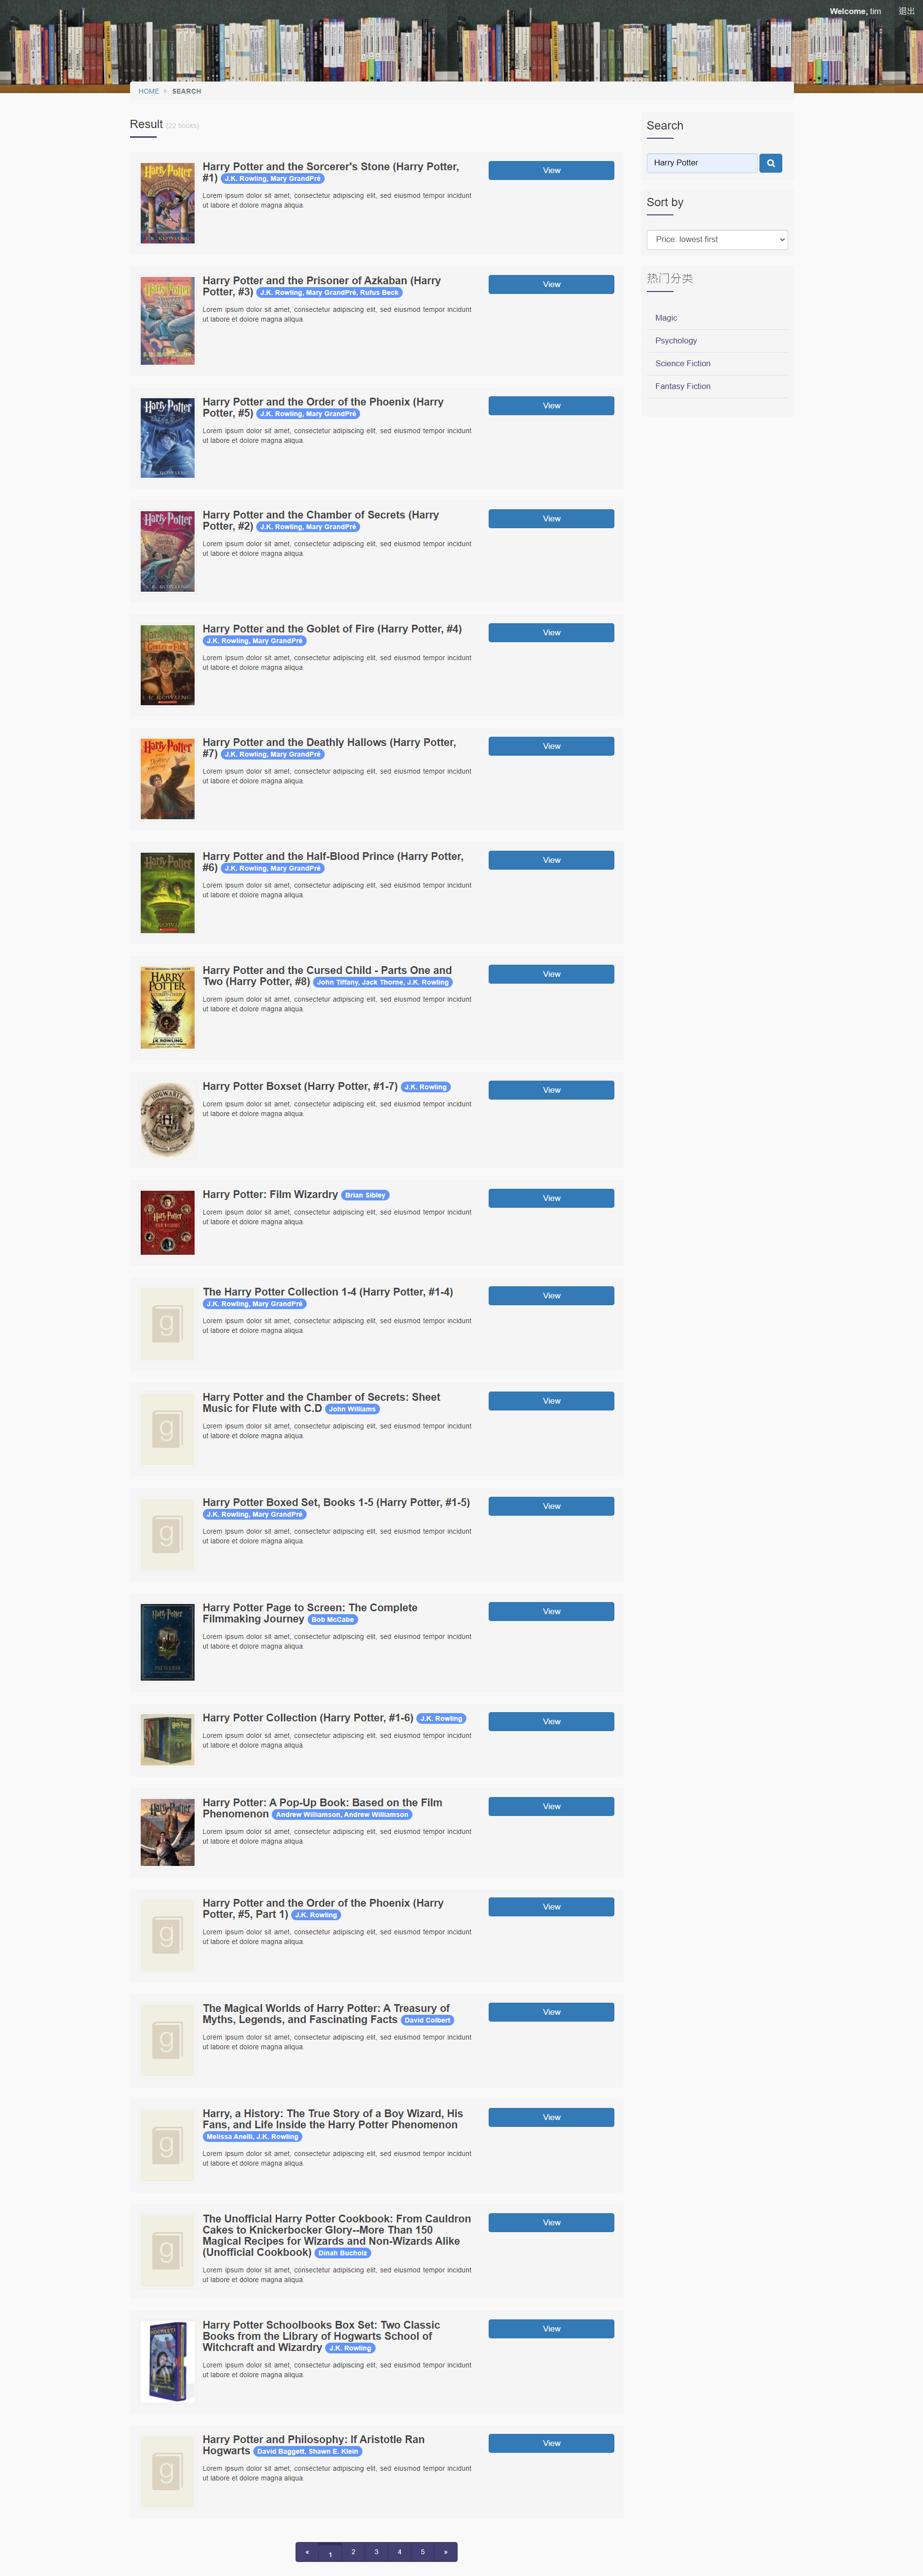 Welcome, tim 退出
HOME SEARCH
Result (22 books)
Harry Potter and the Sorcerer's Stone (Harry Potter,
#1) J.K. Rowling, Mary GrandPré
Lorem ipsum dolor sit amet, consectetur adipiscing elit, sed eiusmod tempor incidunt
ut labore et dolore magna aliqua.
View
Harry Potter and the Prisoner of Azkaban (Harry
Potter, #3) J.K. Rowling, Mary GrandPré, Rufus Beck
Lorem ipsum dolor sit amet, consectetur adipiscing elit, sed eiusmod tempor incidunt
ut labore et dolore magna aliqua.
View
Harry Potter and the Order of the Phoenix (Harry
Potter, #5) J.K. Rowling, Mary GrandPré
Lorem ipsum dolor sit amet, consectetur adipiscing elit, sed eiusmod tempor incidunt
ut labore et dolore magna aliqua.
View
Harry Potter and the Chamber of Secrets (Harry
Potter, #2) J.K. Rowling, Mary GrandPré
Lorem ipsum dolor sit amet, consectetur adipiscing elit, sed eiusmod tempor incidunt
ut labore et dolore magna aliqua.
View
Harry Potter and the Goblet of Fire (Harry Potter, #4)
J.K. Rowling, Mary GrandPré
Lorem ipsum dolor sit amet, consectetur adipiscing elit, sed eiusmod tempor incidunt
ut labore et dolore magna aliqua.
View
Harry Potter and the Deathly Hallows (Harry Potter,
#7) J.K. Rowling, Mary GrandPré
Lorem ipsum dolor sit amet, consectetur adipiscing elit, sed eiusmod tempor incidunt
ut labore et dolore magna aliqua.
View
Harry Potter and the Half-Blood Prince (Harry Potter,
#6) J.K. Rowling, Mary GrandPré
Lorem ipsum dolor sit amet, consectetur adipiscing elit, sed eiusmod tempor incidunt
ut labore et dolore magna aliqua.
View
Harry Potter and the Cursed Child - Parts One and
Two (Harry Potter, #8) John Tiffany, Jack Thorne, J.K. Rowling
Lorem ipsum dolor sit amet, consectetur adipiscing elit, sed eiusmod tempor incidunt
ut labore et dolore magna aliqua.
View
Harry Potter Boxset (Harry Potter, #1-7) J.K. Rowling
Lorem ipsum dolor sit amet, consectetur adipiscing elit, sed eiusmod tempor incidunt
ut labore et dolore magna aliqua.
View
Harry Potter: Film Wizardry Brian Sibley
Lorem ipsum dolor sit amet, consectetur adipiscing elit, sed eiusmod tempor incidunt
ut labore et dolore magna aliqua.
View
The Harry Potter Collection 1-4 (Harry Potter, #1-4)
J.K. Rowling, Mary GrandPré
Lorem ipsum dolor sit amet, consectetur adipiscing elit, sed eiusmod tempor incidunt
ut labore et dolore magna aliqua.
View
Harry Potter and the Chamber of Secrets: Sheet
Music for Flute with C.D John Williams
Lorem ipsum dolor sit amet, consectetur adipiscing elit, sed eiusmod tempor incidunt
ut labore et dolore magna aliqua.
View
Harry Potter Boxed Set, Books 1-5 (Harry Potter, #1-5)
J.K. Rowling, Mary GrandPré
Lorem ipsum dolor sit amet, consectetur adipiscing elit, sed eiusmod tempor incidunt
ut labore et dolore magna aliqua.
View
Harry Potter Page to Screen: The Complete
Filmmaking Journey Bob McCabe
Lorem ipsum dolor sit amet, consectetur adipiscing elit, sed eiusmod tempor incidunt
ut labore et dolore magna aliqua.
View
Harry Potter Collection (Harry Potter, #1-6) J.K. Rowling
Lorem ipsum dolor sit amet, consectetur adipiscing elit, sed eiusmod tempor incidunt
ut labore et dolore magna aliqua.
View
Harry Potter: A Pop-Up Book: Based on the Film
Phenomenon Andrew Williamson, Andrew Williamson
Lorem ipsum dolor sit amet, consectetur adipiscing elit, sed eiusmod tempor incidunt
ut labore et dolore magna aliqua.
View
Harry Potter and the Order of the Phoenix (Harry
Potter, #5, Part 1) J.K. Rowling
Lorem ipsum dolor sit amet, consectetur adipiscing elit, sed eiusmod tempor incidunt
ut labore et dolore magna aliqua.
View
The Magical Worlds of Harry Potter: A Treasury of
Myths, Legends, and Fascinating Facts David Colbert
Lorem ipsum dolor sit amet, consectetur adipiscing elit, sed eiusmod tempor incidunt
ut labore et dolore magna aliqua.
View
Harry, a History: The True Story of a Boy Wizard, His
Fans, and Life Inside the Harry Potter Phenomenon
Melissa Anelli, J.K. Rowling
Lorem ipsum dolor sit amet, consectetur adipiscing elit, sed eiusmod tempor incidunt
ut labore et dolore magna aliqua.
View
The Unofficial Harry Potter Cookbook: From Cauldron
Cakes to Knickerbocker Glory--More Than 150
Magical Recipes for Wizards and Non-Wizards Alike
(Unofficial Cookbook) Dinah Bucholz
Lorem ipsum dolor sit amet, consectetur adipiscing elit, sed eiusmod tempor incidunt
ut labore et dolore magna aliqua.
View
Harry Potter Schoolbooks Box Set: Two Classic
Books from the Library of Hogwarts School of
Witchcraft and Wizardry J.K. Rowling
Lorem ipsum dolor sit amet, consectetur adipiscing elit, sed eiusmod tempor incidunt
ut labore et dolore magna aliqua.
View
Harry Potter and Philosophy: If Aristotle Ran
Hogwarts David Baggett, Shawn E. Klein
Lorem ipsum dolor sit amet, consectetur adipiscing elit, sed eiusmod tempor incidunt
ut labore et dolore magna aliqua.
View
« 1 2 3 4 5 »
Search
Harry Potter
Sort by
Price: lowest first
热门分类
Magic
Psychology
Science Fiction
Fantasy Fiction